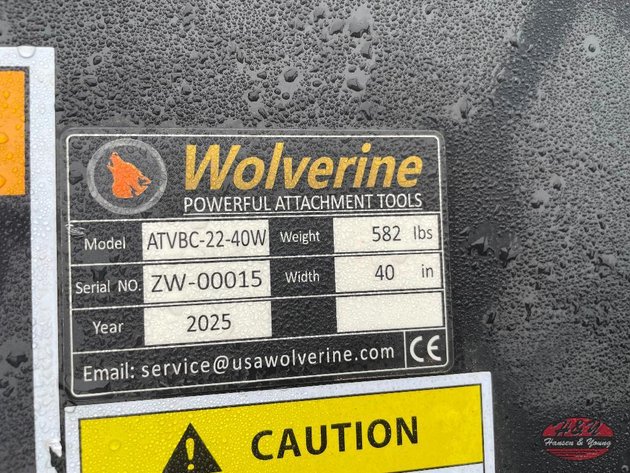 Wolverine
POWERFUL ATTACHMENT TOOLS
Model ATVBC-22-40W Weight 582 lbs
Serial NO. ZW-00015 Width 40 in
Year 2025
Email: service@usawolverine.com CE
CAUTION
H&Y
Hansen & Young